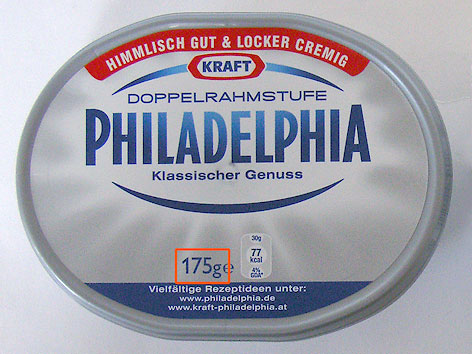 HIMMLISCH GUT & LOCKER CREMIG
KRAFT
DOPPELRAHMSTUFE
PHILADELPHIA
Klassischer Genuss
30g
77
kcal
4%
GDA*
175g℮
Vielfältige Rezeptideen unter:
www.philadelphia.de
www.kraft-philadelphia.at